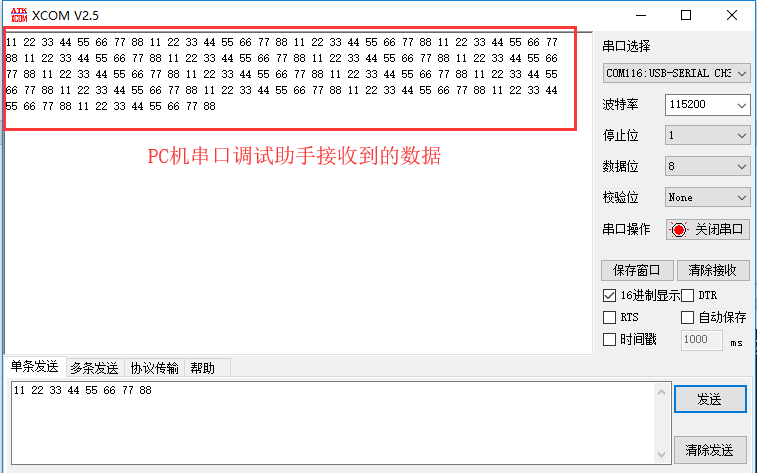 ATK
XCOM
XCOM V2.5
11 22 33 44 55 66 77 88 11 22 33 44 55 66 77 88 11 22 33 44 55 66 77 88 11 22 33 44 55 66 77
88 11 22 33 44 55 66 77 88 11 22 33 44 55 66 77 88 11 22 33 44 55 66 77 88 11 22 33 44 55 66
77 88 11 22 33 44 55 66 77 88 11 22 33 44 55 66 77 88 11 22 33 44 55 66 77 88 11 22 33 44 55
66 77 88 11 22 33 44 55 66 77 88 11 22 33 44 55 66 77 88 11 22 33 44 55 66 77 88 11 22 33 44
55 66 77 88 11 22 33 44 55 66 77 88
PC机串口调试助手接收到的数据
串口选择
COM116:USB-SERIAL CH3
波特率 115200
停止位 1
数据位 8
校验位 None
串口操作 关闭串口
保存窗口 清除接收
16进制显示 DTR
RTS 自动保存
时间戳 1000 ms
单条发送 多条发送 协议传输 帮助
11 22 33 44 55 66 77 88
发送
清除发送